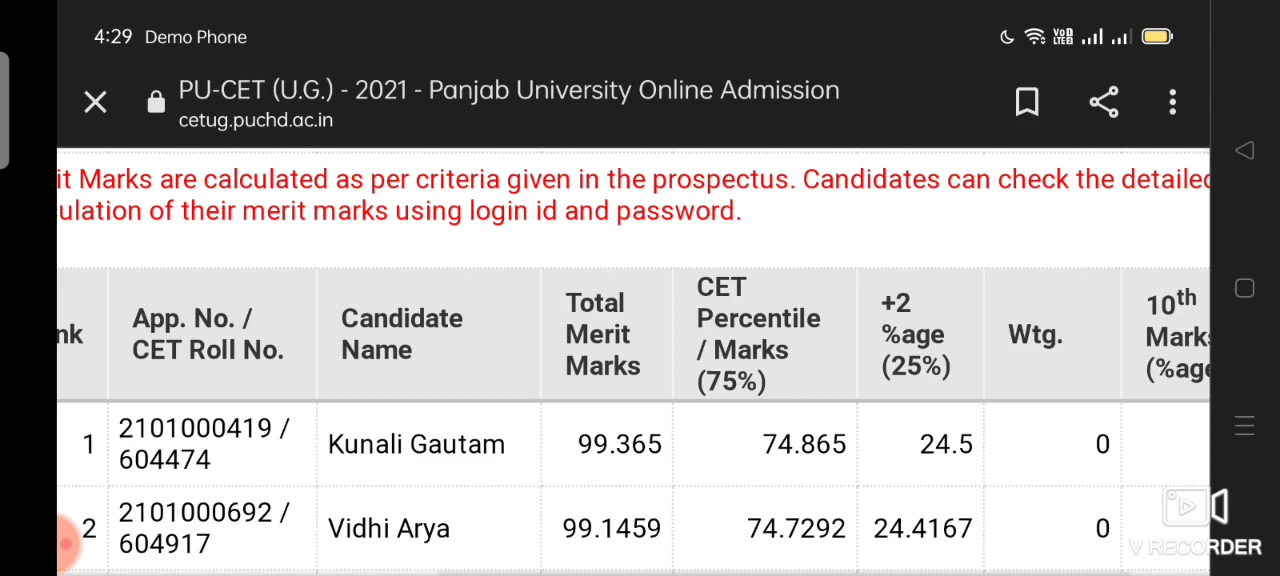 4:29 Demo Phone
PU-CET (U.G.) - 2021 - Panjab University Online Admission
cetug.puchd.ac.in
it Marks are calculated as per criteria given in the prospectus. Candidates can check the detailed
ulation of their merit marks using login id and password.
nk
App. No. /
CET Roll No.
Candidate
Name
Total
Merit
Marks
CET
Percentile
/ Marks
(75%)
+2
%age
(25%)
Wtg.
10th
Marks
(%age
1
2101000419 /
604474
Kunali Gautam
99.365
74.865
24.5
0
2
2101000692 /
604917
Vidhi Arya
99.1459
74.7292
24.4167
0
V RECORDER